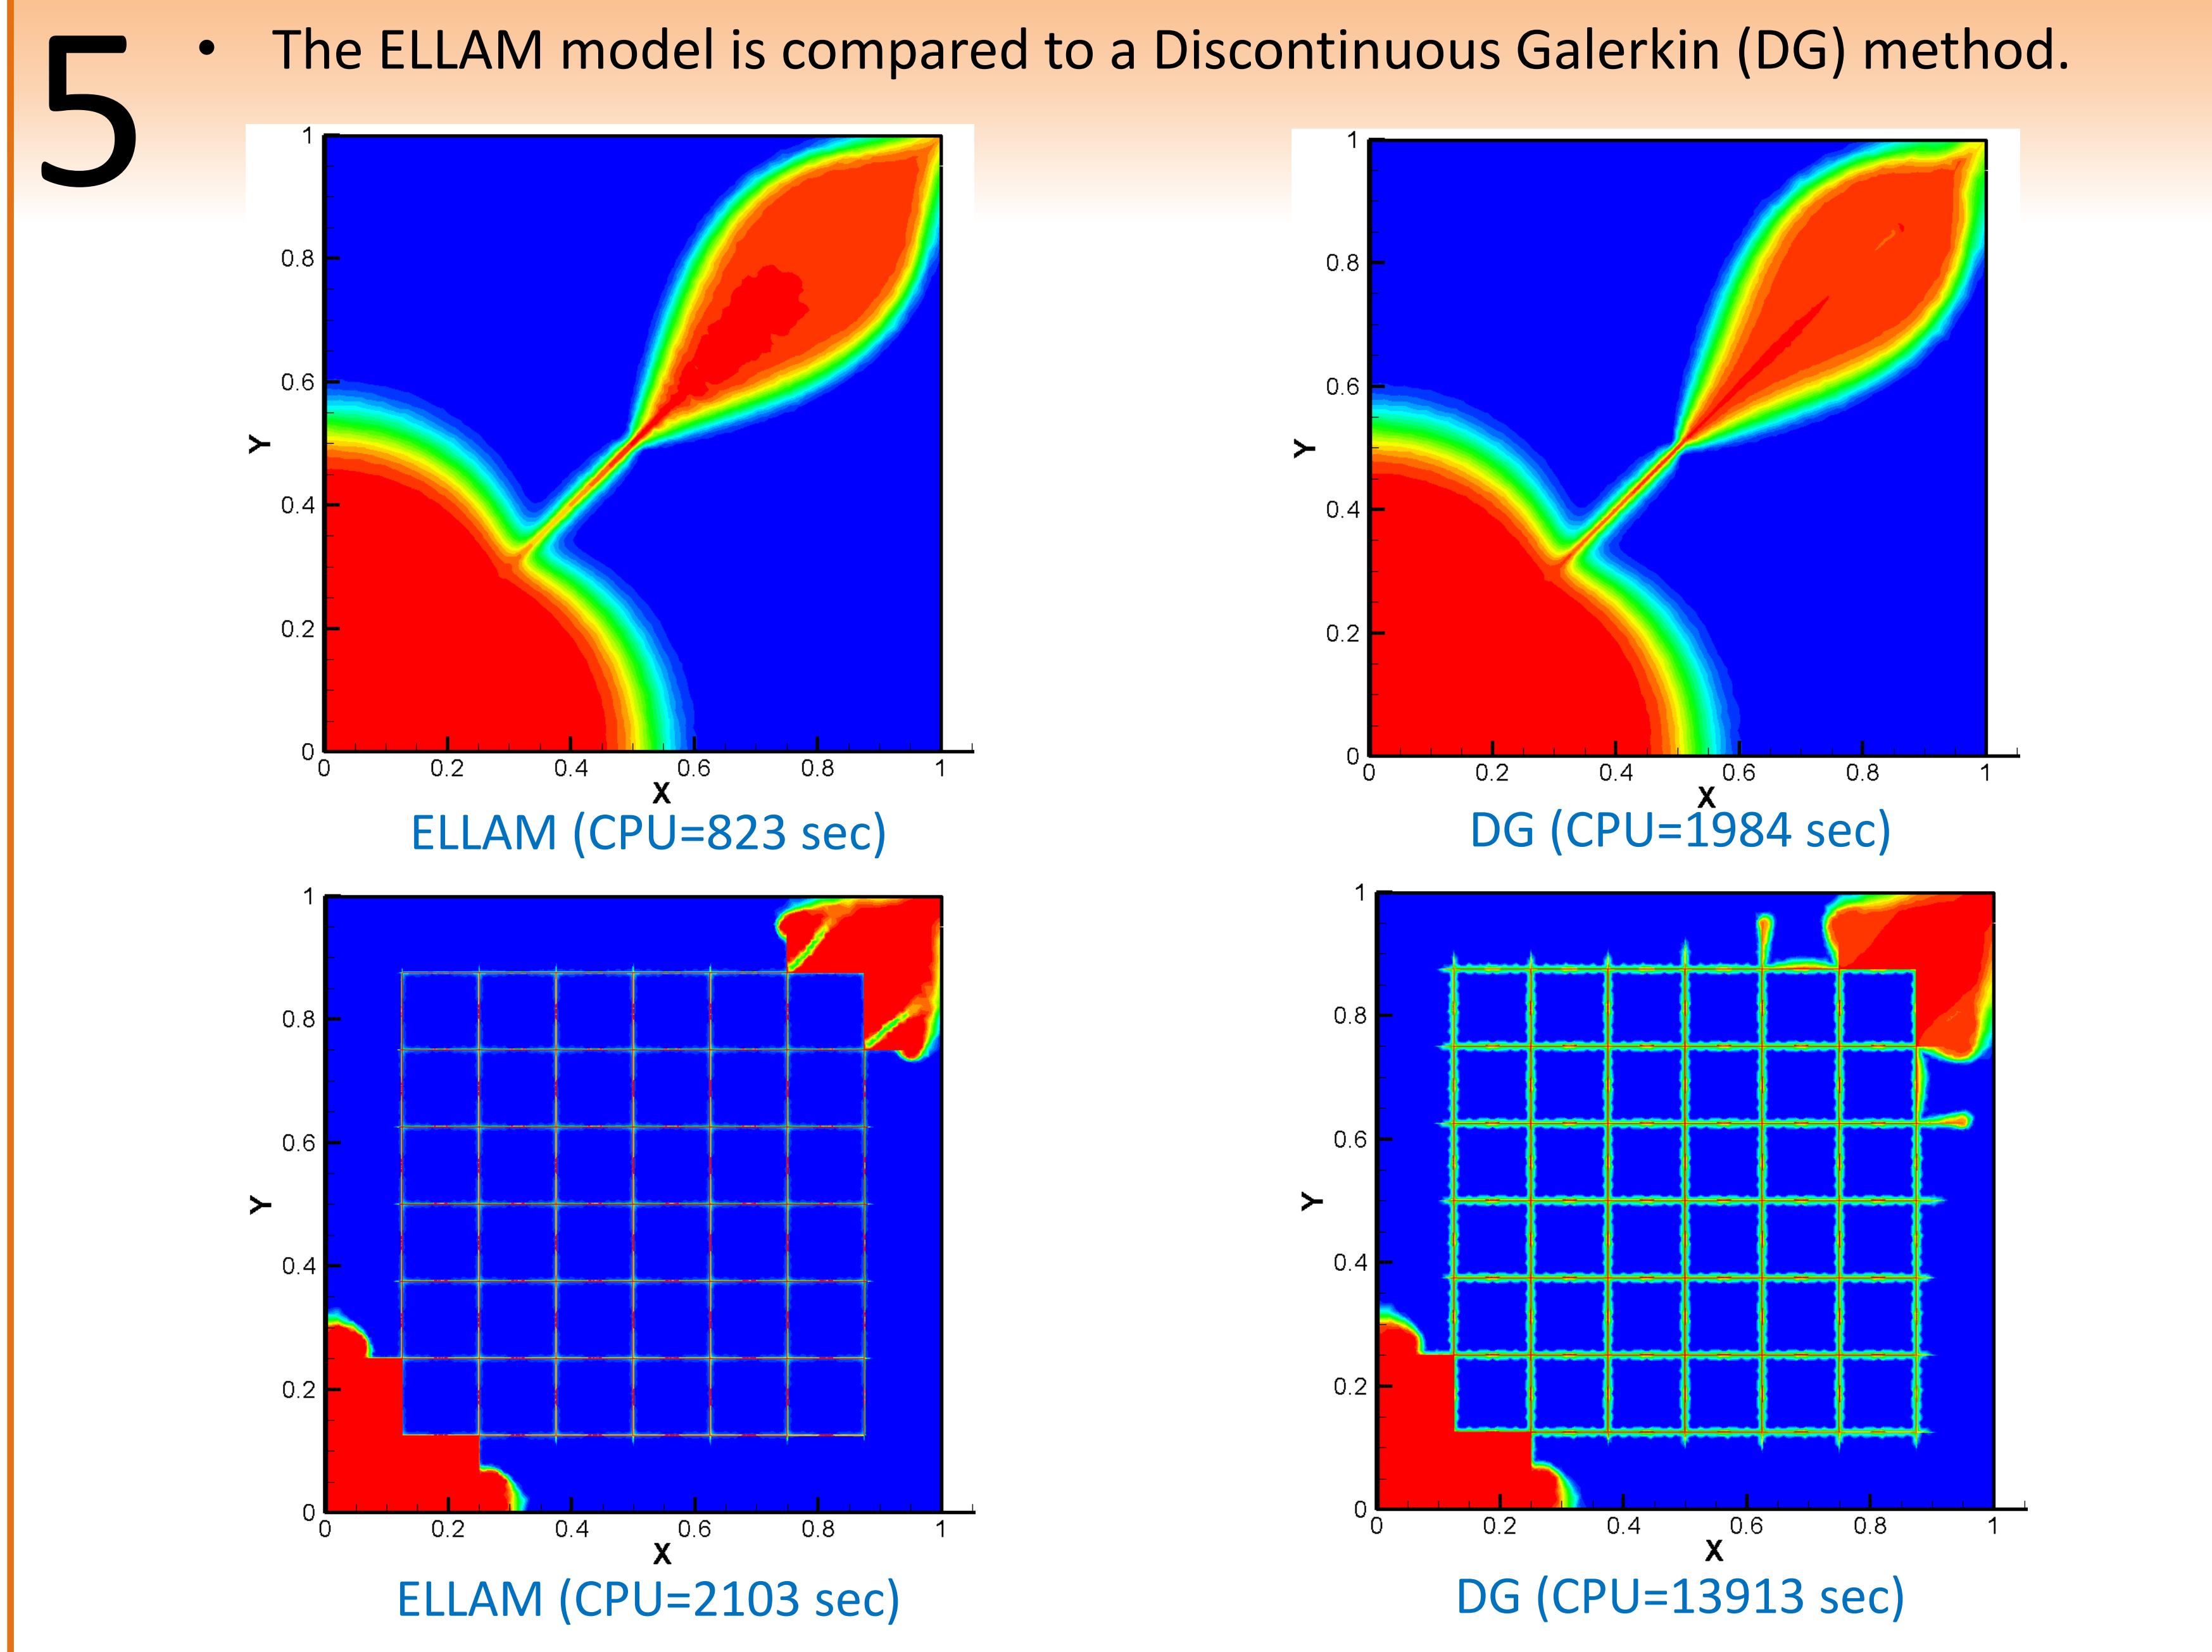 5
• The ELLAM model is compared to a Discontinuous Galerkin (DG) method.
1
0.8
0.6
0.4
0.2
0
Y
0 0.2 0.4 0.6 0.8 1
X
ELLAM (CPU=823 sec)
1
0.8
0.6
0.4
0.2
0
Y
0 0.2 0.4 0.6 0.8 1
X
DG (CPU=1984 sec)
1
0.8
0.6
0.4
0.2
0
Y
0 0.2 0.4 0.6 0.8 1
X
ELLAM (CPU=2103 sec)
1
0.8
0.6
0.4
0.2
0
Y
0 0.2 0.4 0.6 0.8 1
X
DG (CPU=13913 sec)